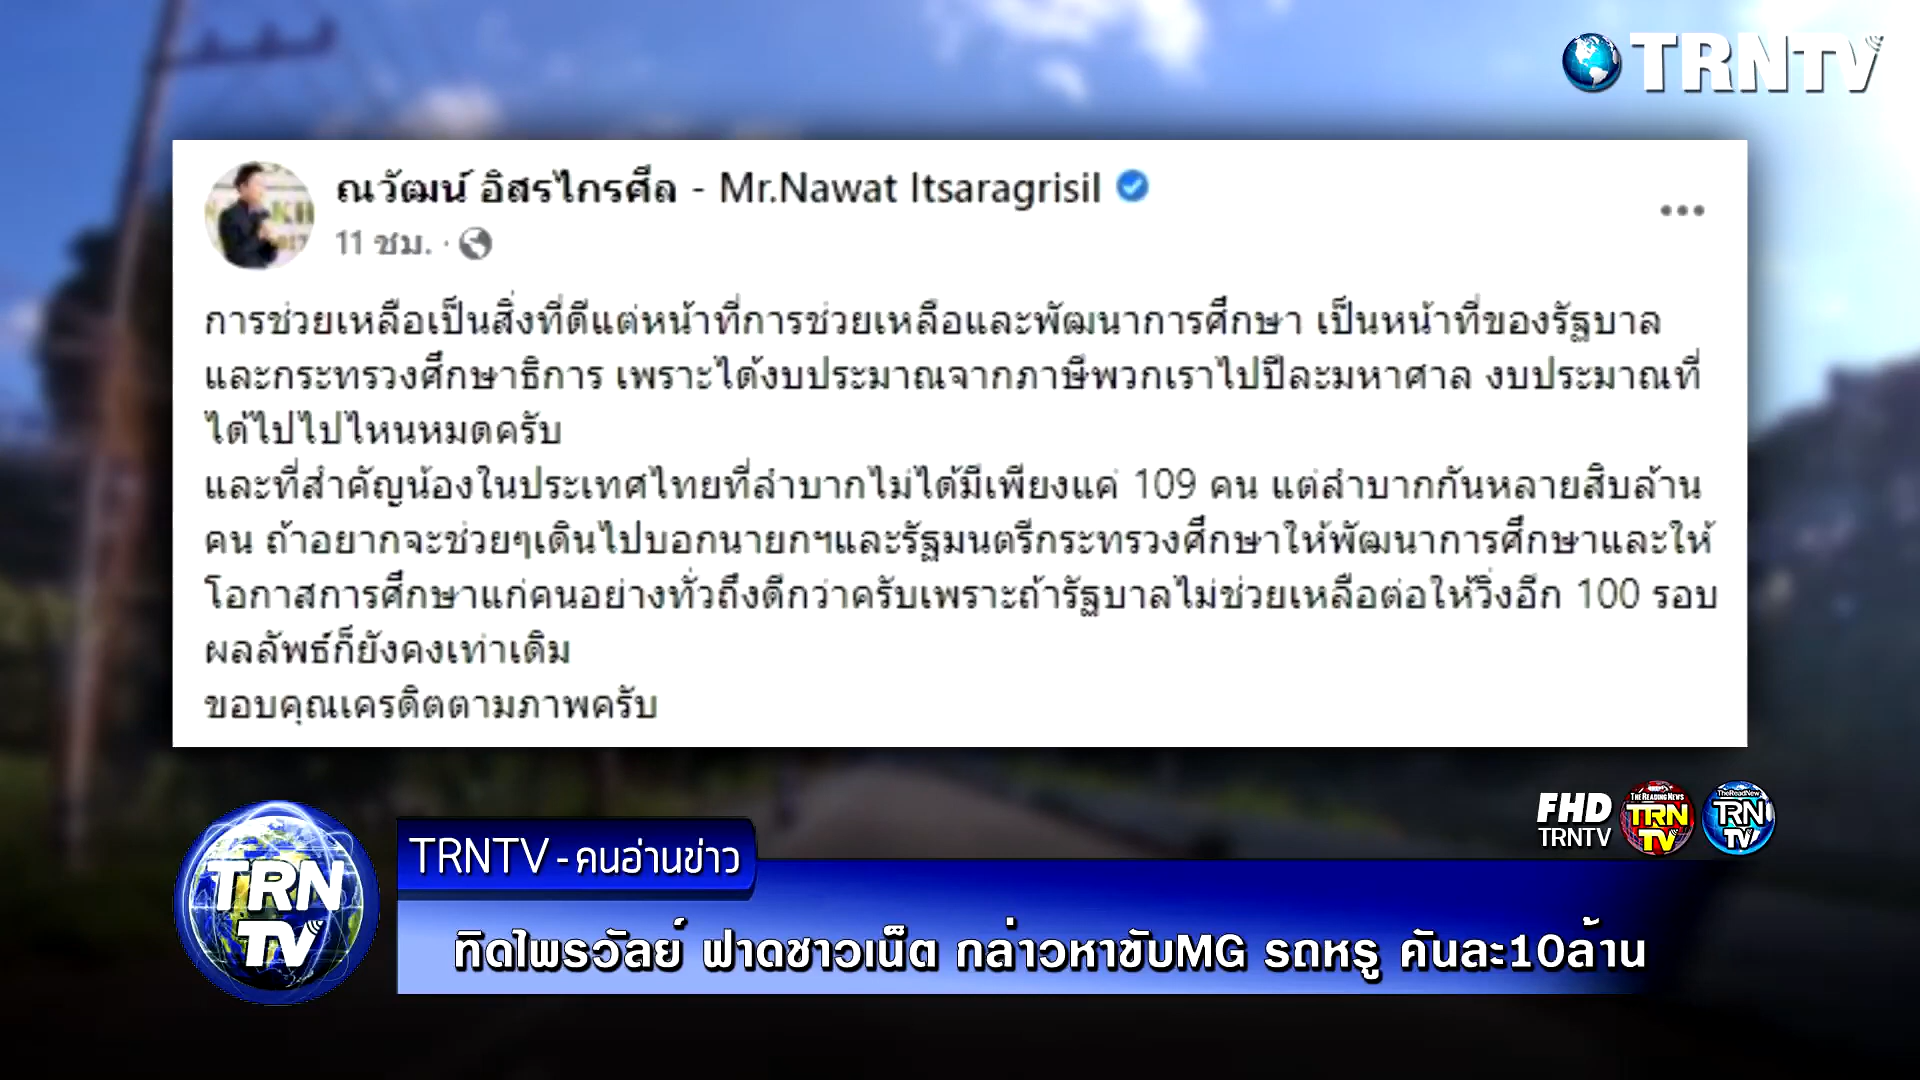 TRNTV
ณวัฒน์ อิสรไกรศีล - Mr.Nawat Itsaragrisil
11 ชม.
การช่วยเหลือเป็นสิ่งที่ดีแต่หน้าที่การช่วยเหลือและพัฒนาการศึกษา เป็นหน้าที่ของรัฐบาล
และกระทรวงศึกษาธิการ เพราะได้งบประมาณจากภาษีพวกเราไปปีละมหาศาล งบประมาณที่
ได้ไปไปไหนหมดครับ
และที่สำคัญน้องในประเทศไทยที่ลำบากไม่ได้มีเพียงแค่ 109 คน แต่ลำบากกันหลายสิบล้าน
คน ถ้าอยากจะช่วยๆเดินไปบอกนายกฯและรัฐมนตรีกระทรวงศึกษาให้พัฒนาการศึกษาและให้
โอกาสการศึกษาแก่คนอย่างทั่วถึงดีกว่าครับเพราะถ้ารัฐบาลไม่ช่วยเหลือต่อให้วิ่งอีก 100 รอบ
ผลลัพธ์ก็ยังคงเท่าเดิม
ขอบคุณเครดิตตามภาพครับ
FHD
TRNTV
THE READING NEWS
TRN
TV
TheReadNew
TRN
TV
TRN
TV
TRNTV - คนอ่านข่าว
ทิดไพรวัลย์ ฟาดชาวเน็ต กล่าวหาขับMG รถหรู คันละ10ล้าน